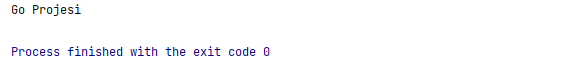 Go Projesi
Process finished with the exit code 0